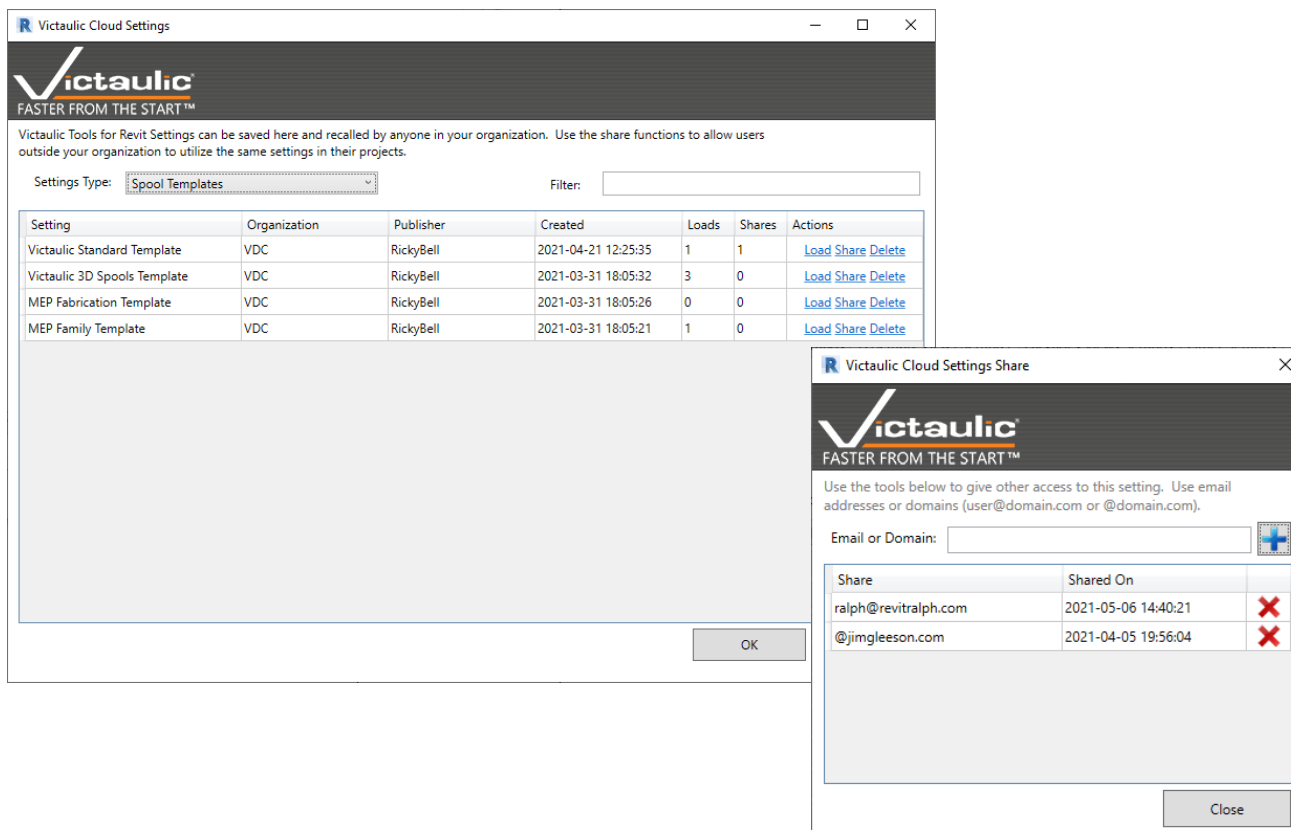 Victaulic Cloud Settings
Victaulic
FASTER FROM THE START™
Victaulic Tools for Revit Settings can be saved here and recalled by anyone in your organization. Use the share functions to allow users
outside your organization to utilize the same settings in their projects.
Settings Type: Spool Templates Filter:
Setting Organization Publisher Created Loads Shares Actions
Victaulic Standard Template VDC RickyBell 2021-04-21 12:25:35 1 1 Load Share Delete
Victaulic 3D Spools Template VDC RickyBell 2021-03-31 18:05:32 3 0 Load Share Delete
MEP Fabrication Template VDC RickyBell 2021-03-31 18:05:26 0 0 Load Share Delete
MEP Family Template VDC RickyBell 2021-03-31 18:05:21 1 0 Load Share Delete
OK
Victaulic Cloud Settings Share
Victaulic
FASTER FROM THE START™
Use the tools below to give other access to this setting. Use email
addresses or domains (user@domain.com or @domain.com).
Email or Domain:
Share Shared On
ralph@revitralph.com 2021-05-06 14:40:21
@jimgleeson.com 2021-04-05 19:56:04
Close